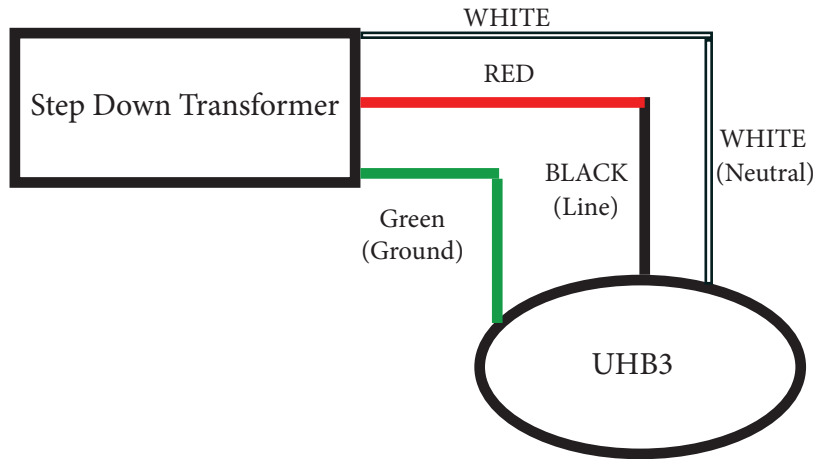 WHITE
RED
Step Down Transformer
WHITE
(Neutral)
BLACK
(Line)
Green
(Ground)
UHB3